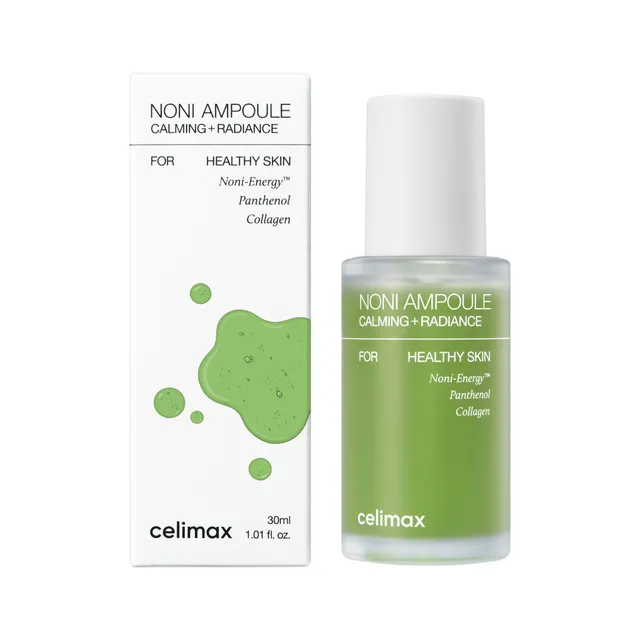 NONI AMPOULE
CALMING + RADIANCE
FOR HEALTHY SKIN
Noni-Energy™
Panthenol
Collagen
celimax
30ml
1.01 fl. oz.
NONI AMPOULE
CALMING + RADIANCE
FOR HEALTHY SKIN
Noni-Energy™
Panthenol
Collagen
celimax